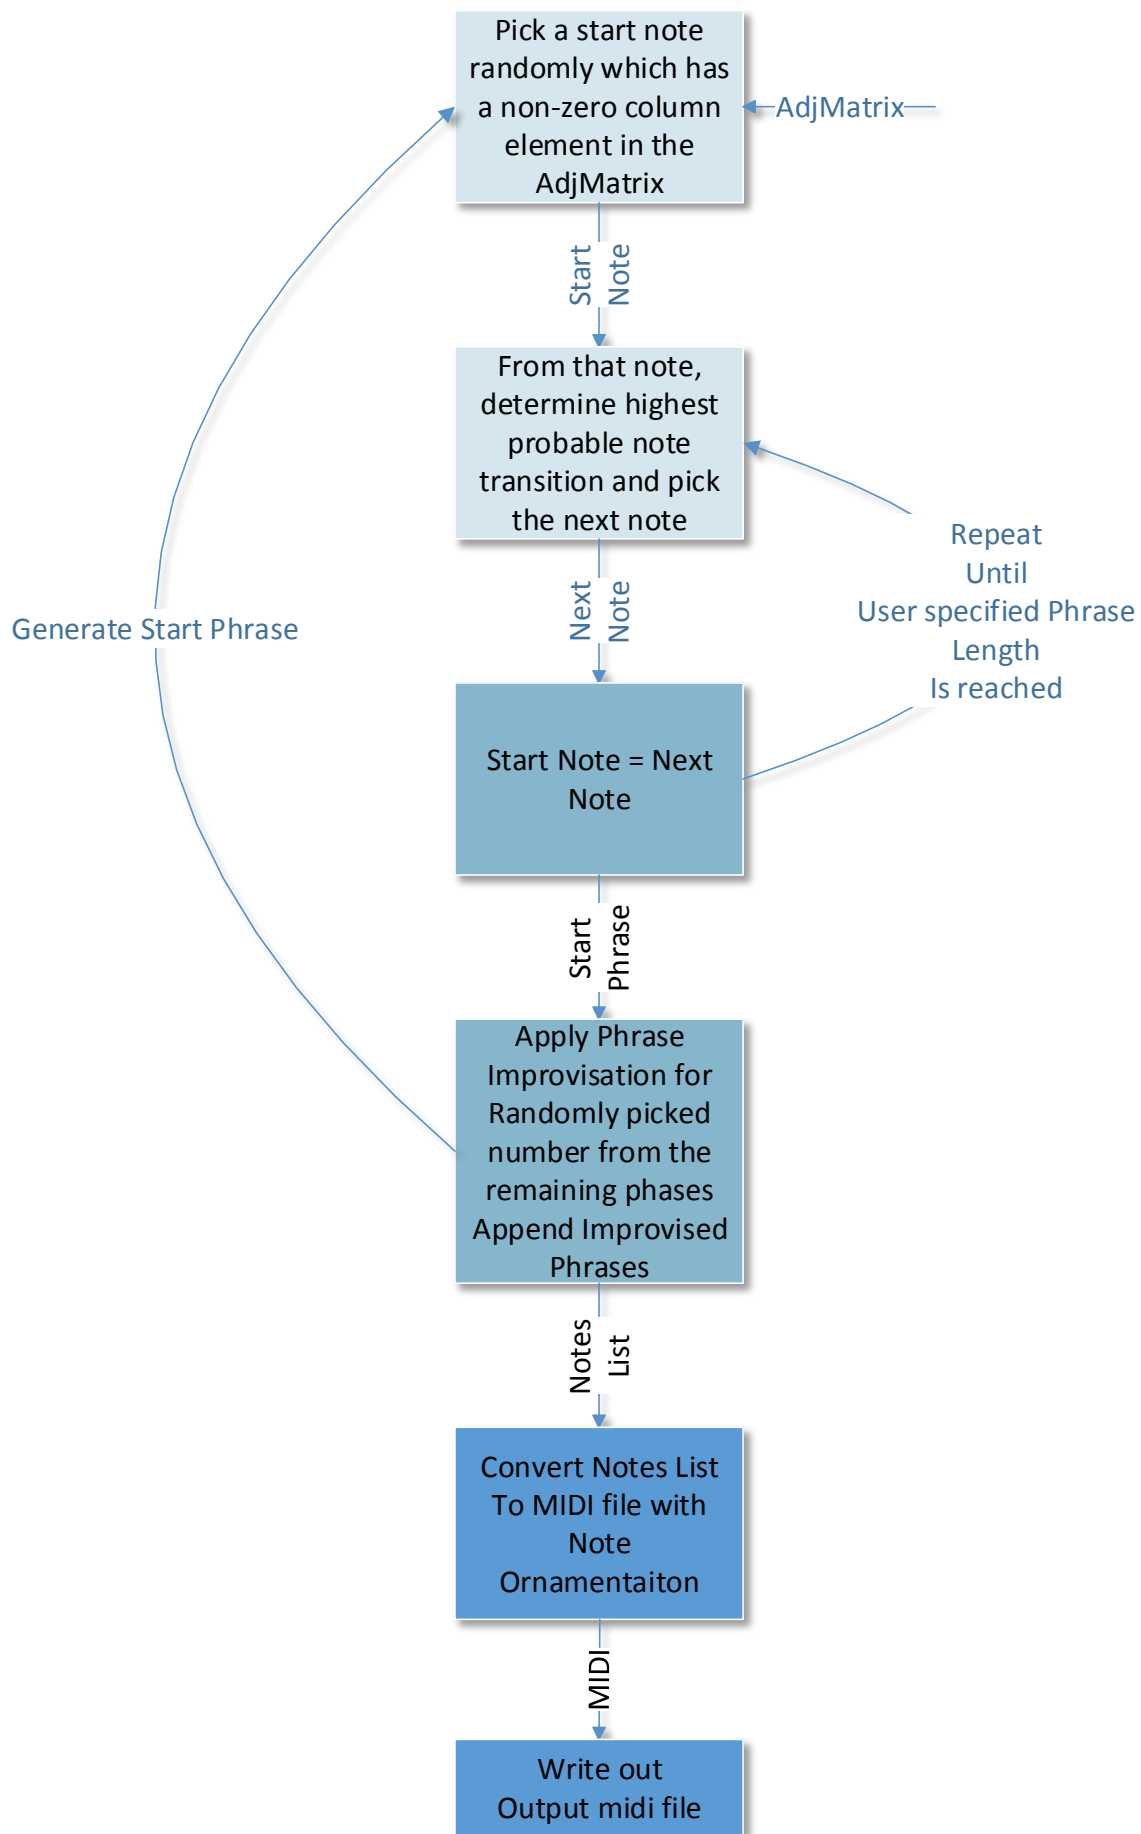 Pick a start note
randomly which has
a non-zero column
element in the
AdjMatrix
AdjMatrix
Start
Note
From that note,
determine highest
probable note
transition and pick
the next note
Repeat
Until
User specified Phrase
Length
Is reached
Next
Note
Generate Start Phrase
Start Note = Next
Note
Start
Phrase
Apply Phrase
Improvisation for
Randomly picked
number from the
remaining phases
Append Improvised
Phrases
Notes
List
Convert Notes List
To MIDI file with
Note
Ornamentaiton
MIDI
Write out
Output midi file